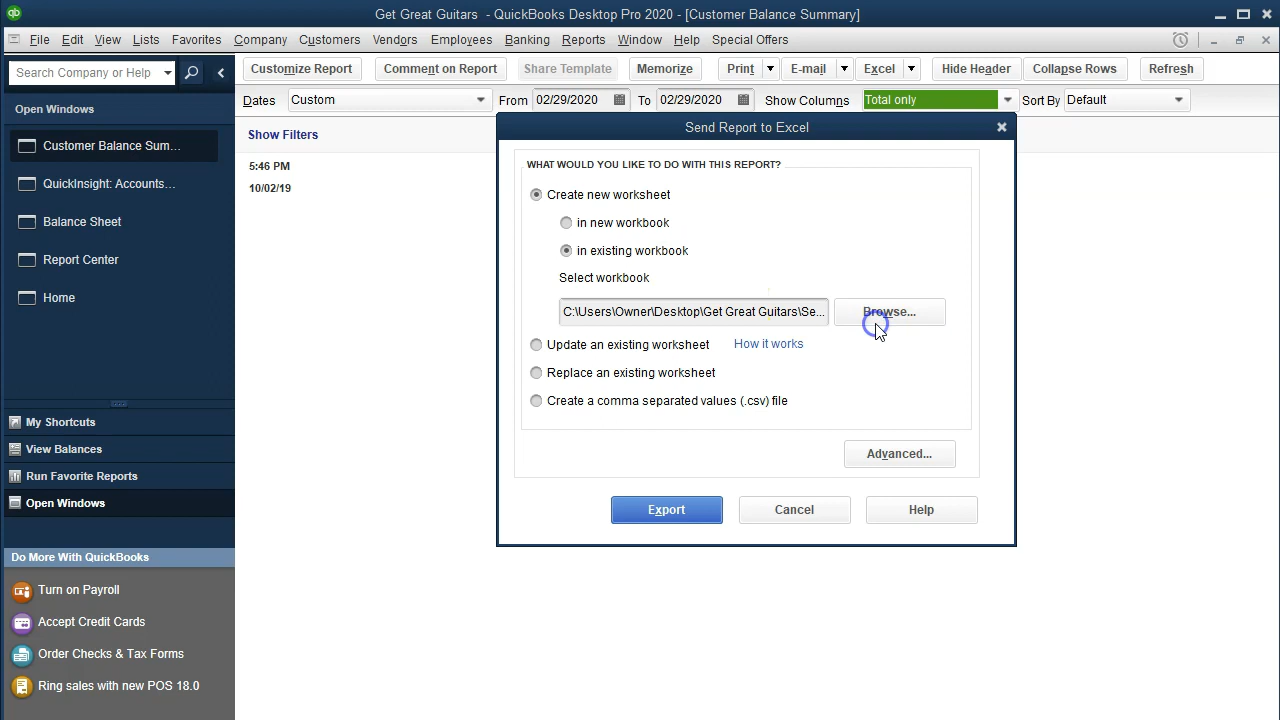 Get Great Guitars - QuickBooks Desktop Pro 2020 - [Customer Balance Summary]
File Edit View Lists Favorites Company Customers Vendors Employees Banking Reports Window Help Special Offers
Search Company or Help
Customize Report Comment on Report Share Template Memorize Print E-mail Excel Hide Header Collapse Rows Refresh
Dates Custom From 02/29/2020 To 02/29/2020 Show Columns Total only Sort By Default
Open Windows
Customer Balance Sum...
QuickInsight: Accounts...
Balance Sheet
Report Center
Home
My Shortcuts
View Balances
Run Favorite Reports
Open Windows
Do More With QuickBooks
Turn on Payroll
Accept Credit Cards
Order Checks & Tax Forms
Ring sales with new POS 18.0
Show Filters
5:46 PM
10/02/19
Send Report to Excel
WHAT WOULD YOU LIKE TO DO WITH THIS REPORT?
Create new worksheet
in new workbook
in existing workbook
Select workbook
C:\Users\Owner\Desktop\Get Great Guitars\Se... Browse...
Update an existing worksheet How it works
Replace an existing worksheet
Create a comma separated values (.csv) file
Advanced...
Export Cancel Help